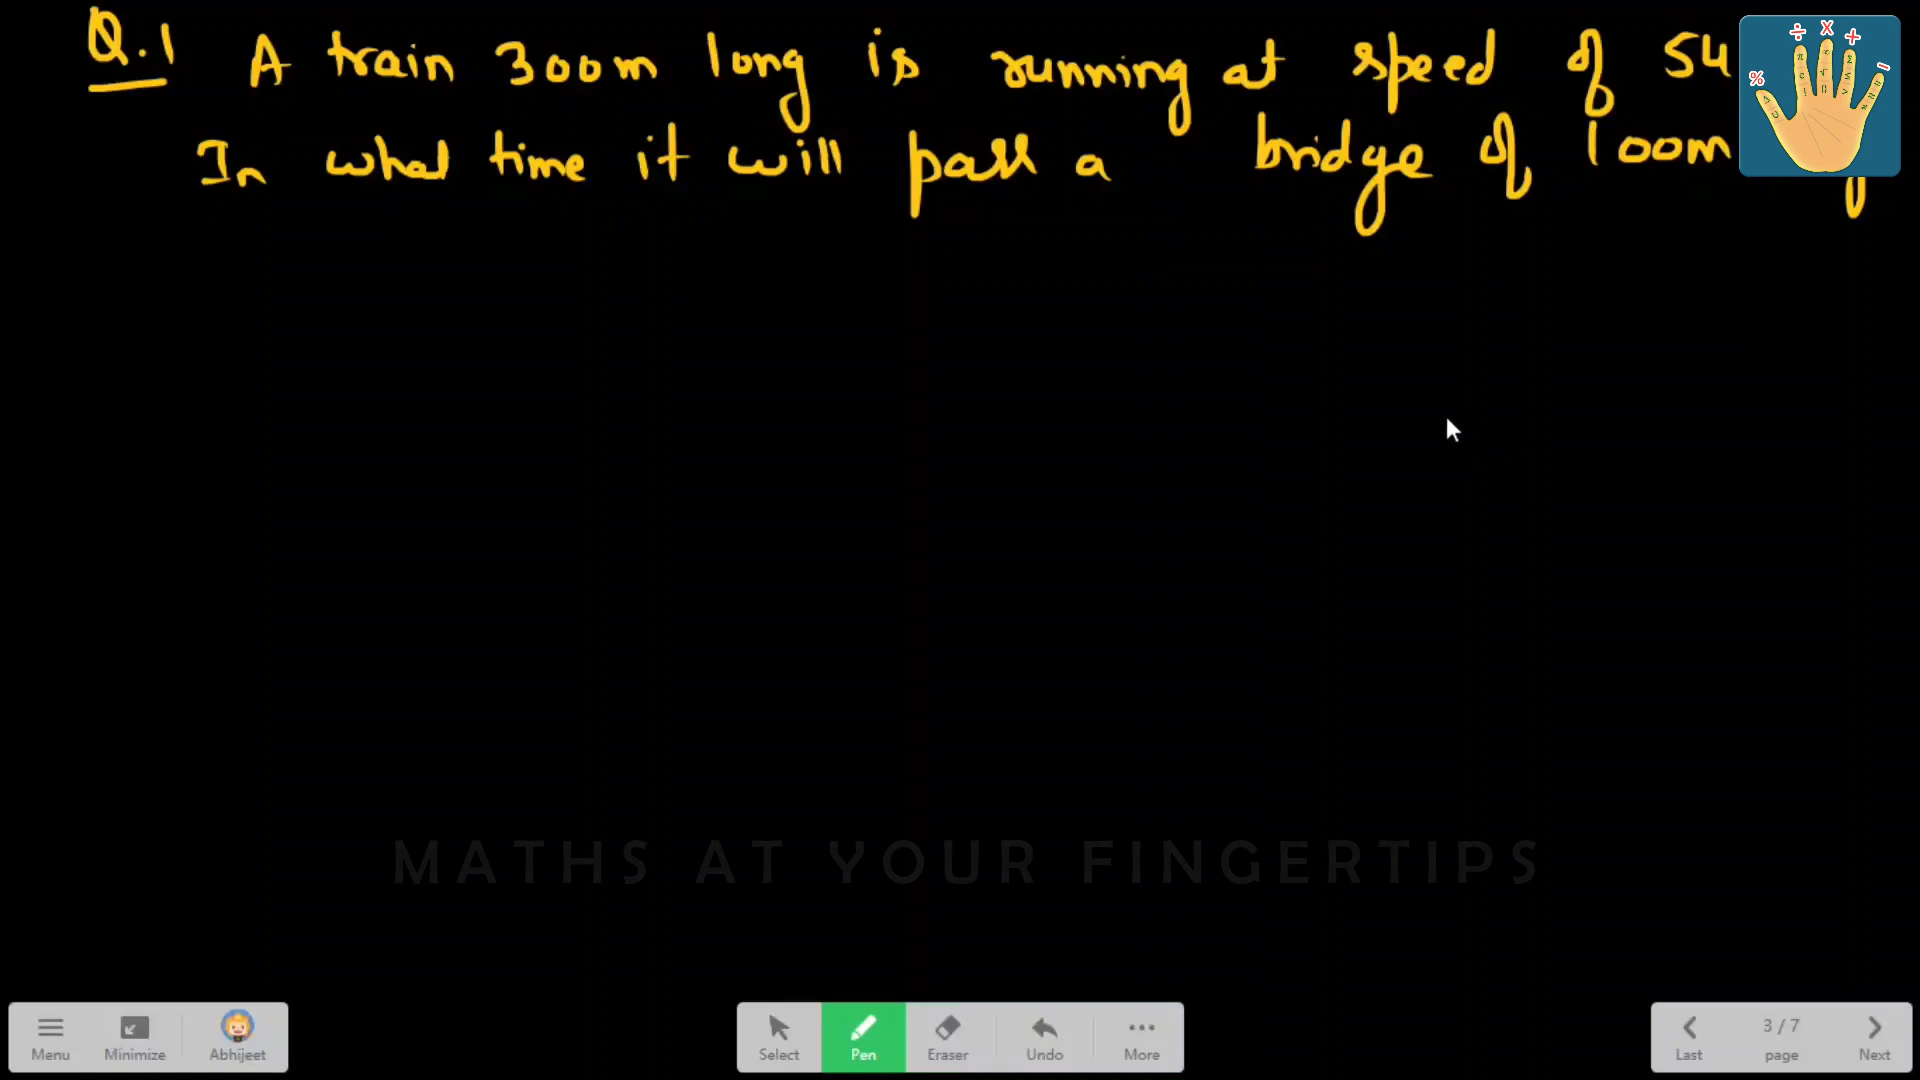 Q.1 A train 300m long is running at speed of 54
In what time it will pass a bridge of 100m
MATHS AT YOUR FINGERTIPS
Menu Minimize Abhijeet Select Pen Eraser Undo More Last 3 / 7 page Next